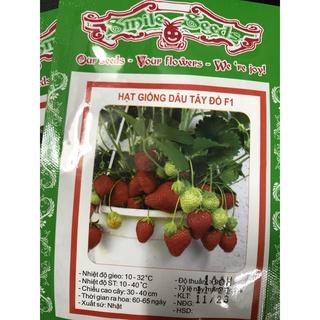 Smile Seeds
Our seeds - Your flowers - We 're joy!
HẠT GIỐNG DÂU TÂY ĐỎ F1
- Nhiệt độ gieo: 10 - 32°C
- Nhiệt độ ST: 10 - 40°C
- Chiều cao cây: 30 - 40 cm
- Thời gian ra hoa: 60-65 ngày
- Xuất sứ: Nhật
- Độ thuần
- Tỷ lệ nảy mầm
- KLT:
- NĐG: 11/23
- HSD: